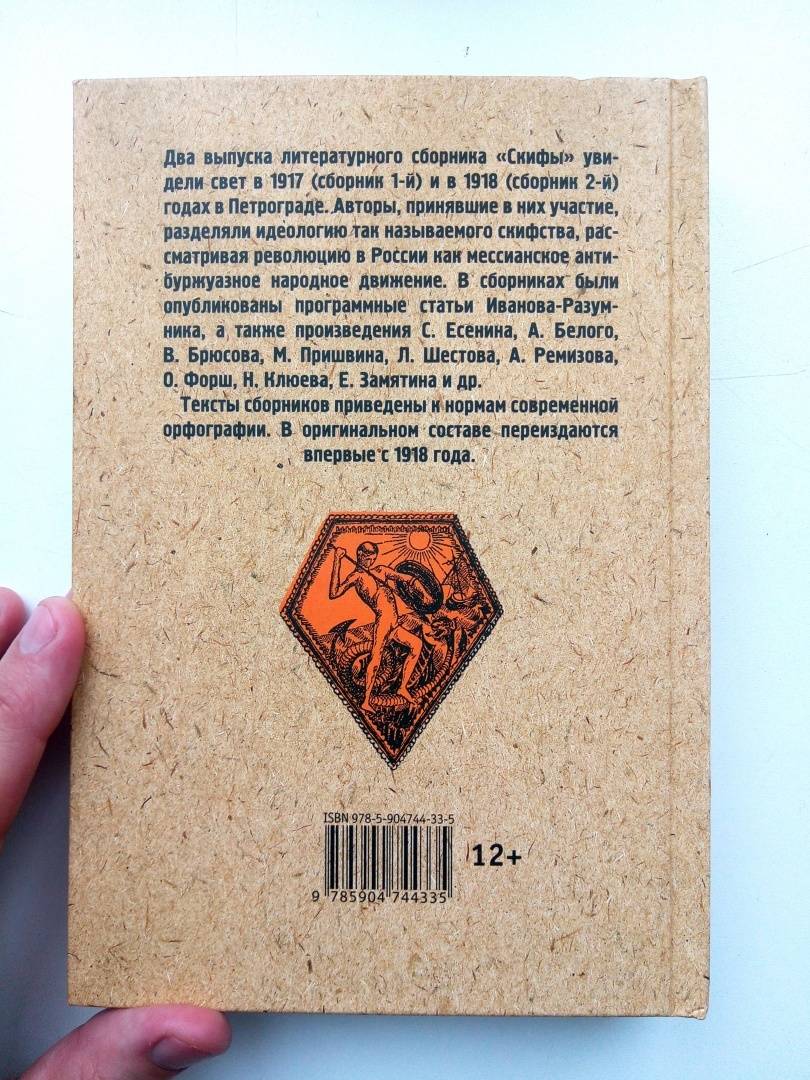 Два выпуска литературного сборника «Скифы» уви-
дели свет в 1917 (сборник 1-й) и в 1918 (сборник 2-й)
годах в Петрограде. Авторы, принявшие в них участие,
разделяли идеологию так называемого скифства, рас-
сматривая революцию в России как мессианское анти-
буржуазное народное движение. В сборниках были
опубликованы программные статьи Иванова-Разум-
ника, а также произведения С. Есенина, А. Белого,
В. Брюсова, М. Пришвина, Л. Шестова, А. Ремизова,
О. Форш, Н. Клюева, Е. Замятина и др.
Тексты сборников приведены к нормам современной
орфографии. В оригинальном составе переиздаются
впервые с 1918 года.
ISBN 978-5-904744-33-5
12+
9 785904 744335